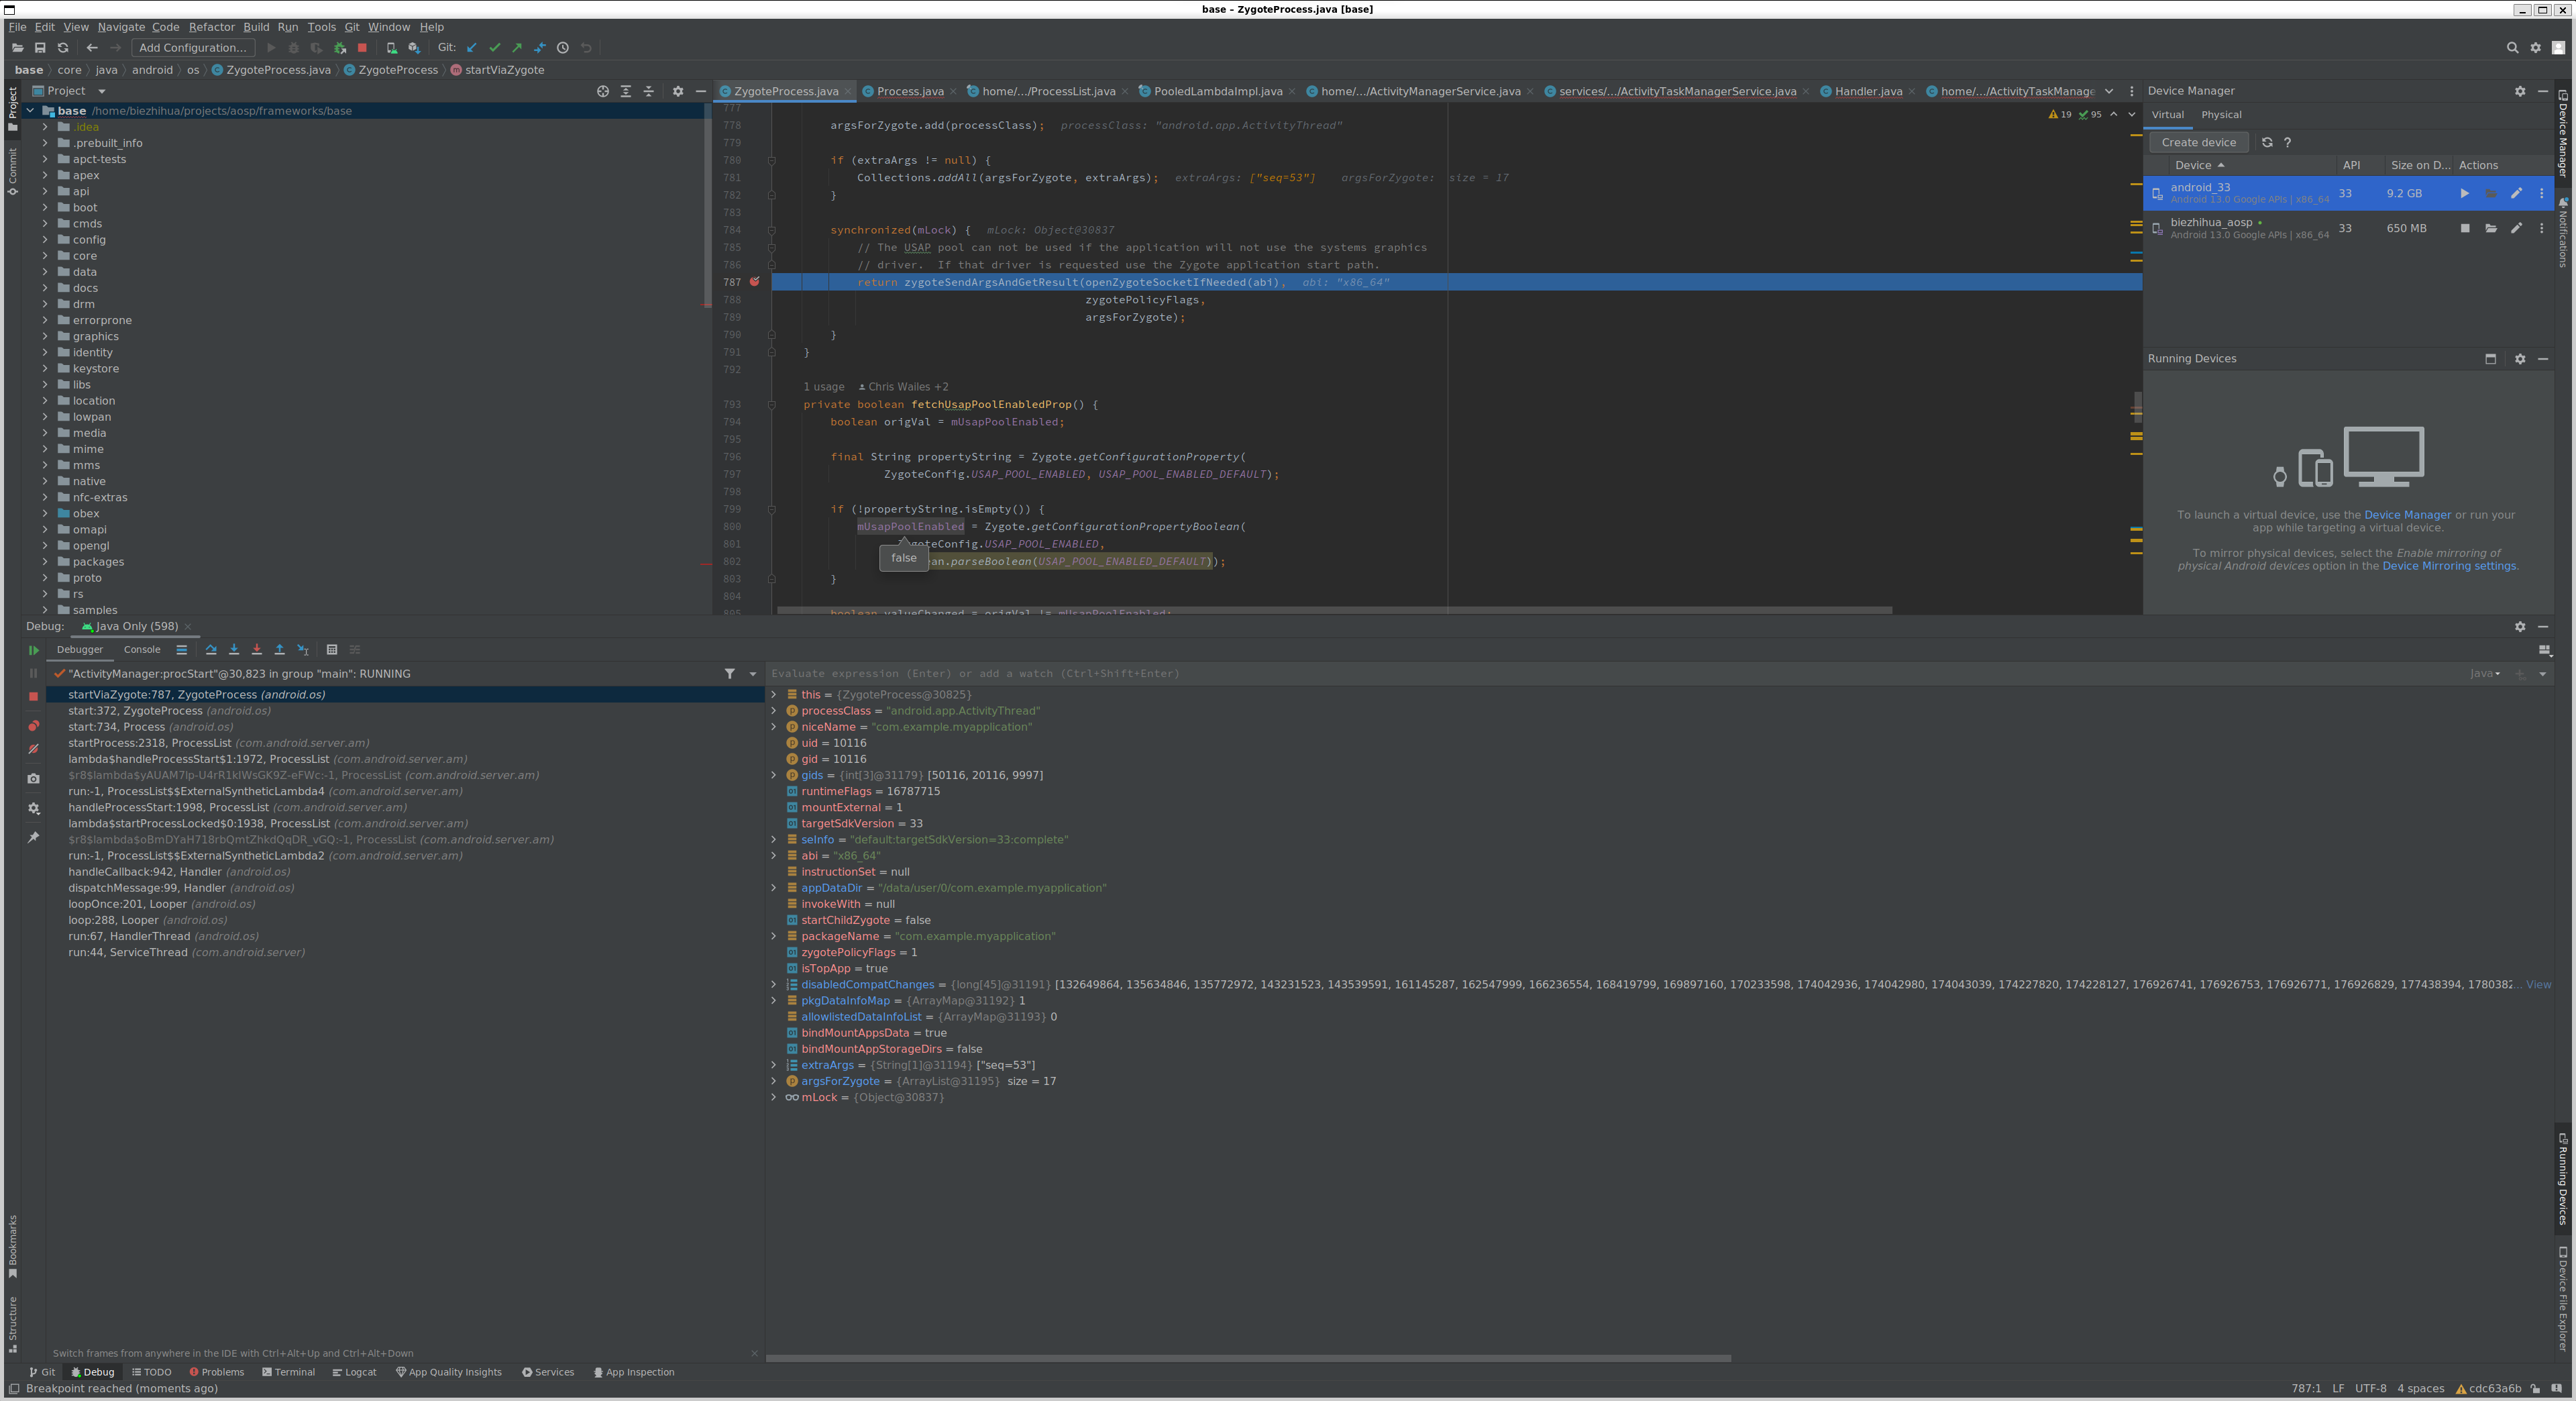 base – ZygoteProcess.java [base]
File Edit View Navigate Code Refactor Build Run Tools Git Window Help
Add Configuration... Git:
base core java android os ZygoteProcess.java ZygoteProcess startViaZygote
Project
base /home/biezhihua/projects/aosp/frameworks/base
.idea
.prebuilt_info
apct-tests
apex
api
boot
cmds
config
core
data
docs
drm
errorprone
graphics
identity
keystore
libs
location
lowpan
media
mime
mms
native
nfc-extras
obex
omapi
opengl
packages
proto
rs
samples
Project
Commit
Bookmarks
Structure
ZygoteProcess.java Process.java home/.../ProcessList.java PooledLambdaImpl.java home/.../ActivityManagerService.java services/.../ActivityTaskManagerService.java Handler.java home/.../ActivityTaskManage
19 95
777
778 argsForZygote.add(processClass); processClass: "android.app.ActivityThread"
779
780 if (extraArgs != null) {
781 Collections.addAll(argsForZygote, extraArgs); extraArgs: ["seq=53"] argsForZygote: size = 17
782 }
783
784 synchronized(mLock) { mLock: Object@30837
785 // The USAP pool can not be used if the application will not use the systems graphics
786 // driver. If that driver is requested use the Zygote application start path.
787 return zygoteSendArgsAndGetResult(openZygoteSocketIfNeeded(abi), abi: "x86_64"
788 zygotePolicyFlags,
789 argsForZygote);
790 }
791 }
792
1 usage Chris Wailes +2
793 private boolean fetchUsapPoolEnabledProp() {
794 boolean origVal = mUsapPoolEnabled;
795
796 final String propertyString = Zygote.getConfigurationProperty(
797 ZygoteConfig.USAP_POOL_ENABLED, USAP_POOL_ENABLED_DEFAULT);
798
799 if (!propertyString.isEmpty()) {
800 mUsapPoolEnabled = Zygote.getConfigurationPropertyBoolean(
801 goteConfig.USAP_POOL_ENABLED,
false
802 ean.parseBoolean(USAP_POOL_ENABLED_DEFAULT));
803 }
804
805 boolean valueChanged = origVal != mUsapPoolEnabled;
Device Manager
Virtual Physical
Create device ?
Device API Size on D... Actions
android_33 33 9.2 GB
Android 13.0 Google APIs | x86_64
biezhihua_aosp 33 650 MB
Android 13.0 Google APIs | x86_64
Running Devices
To launch a virtual device, use the Device Manager or run your
app while targeting a virtual device.
To mirror physical devices, select the Enable mirroring of
physical Android devices option in the Device Mirroring settings.
Device Manager
Notifications
Running Devices
Device File Explorer
Debug: Java Only (598)
Debugger Console
"ActivityManager:procStart"@30,823 in group "main": RUNNING
startViaZygote:787, ZygoteProcess (android.os)
start:372, ZygoteProcess (android.os)
start:734, Process (android.os)
startProcess:2318, ProcessList (com.android.server.am)
lambda$handleProcessStart$1:1972, ProcessList (com.android.server.am)
$r8$lambda$yAUAM7lp-U4rR1kIWsGK9Z-eFWc:-1, ProcessList (com.android.server.am)
run:-1, ProcessList$$ExternalSyntheticLambda4 (com.android.server.am)
handleProcessStart:1998, ProcessList (com.android.server.am)
lambda$startProcessLocked$0:1938, ProcessList (com.android.server.am)
$r8$lambda$oBmDYaH718rbQmtZhkdQqDR_vGQ:-1, ProcessList (com.android.server.am)
run:-1, ProcessList$$ExternalSyntheticLambda2 (com.android.server.am)
handleCallback:942, Handler (android.os)
dispatchMessage:99, Handler (android.os)
loopOnce:201, Looper (android.os)
loop:288, Looper (android.os)
run:67, HandlerThread (android.os)
run:44, ServiceThread (com.android.server)
Switch frames from anywhere in the IDE with Ctrl+Alt+Up and Ctrl+Alt+Down
Evaluate expression (Enter) or add a watch (Ctrl+Shift+Enter) Java
this = {ZygoteProcess@30825}
processClass = "android.app.ActivityThread"
niceName = "com.example.myapplication"
uid = 10116
gid = 10116
gids = {int[3]@31179} [50116, 20116, 9997]
runtimeFlags = 16787715
mountExternal = 1
targetSdkVersion = 33
seInfo = "default:targetSdkVersion=33:complete"
abi = "x86_64"
instructionSet = null
appDataDir = "/data/user/0/com.example.myapplication"
invokeWith = null
startChildZygote = false
packageName = "com.example.myapplication"
zygotePolicyFlags = 1
isTopApp = true
disabledCompatChanges = {long[45]@31191} [132649864, 135634846, 135772972, 143231523, 143539591, 161145287, 162547999, 166236554, 168419799, 169897160, 170233598, 174042936, 174042980, 174043039, 174227820, 174228127, 176926741, 176926753, 176926771, 176926829, 177438394, 1780382... View
pkgDataInfoMap = {ArrayMap@31192} 1
allowlistedDataInfoList = {ArrayMap@31193} 0
bindMountAppsData = true
bindMountAppStorageDirs = false
extraArgs = {String[1]@31194} ["seq=53"]
argsForZygote = {ArrayList@31195} size = 17
mLock = {Object@30837}
Git Debug TODO Problems Terminal Logcat App Quality Insights Services App Inspection
Breakpoint reached (moments ago) 787:1 LF UTF-8 4 spaces cdc63a6b